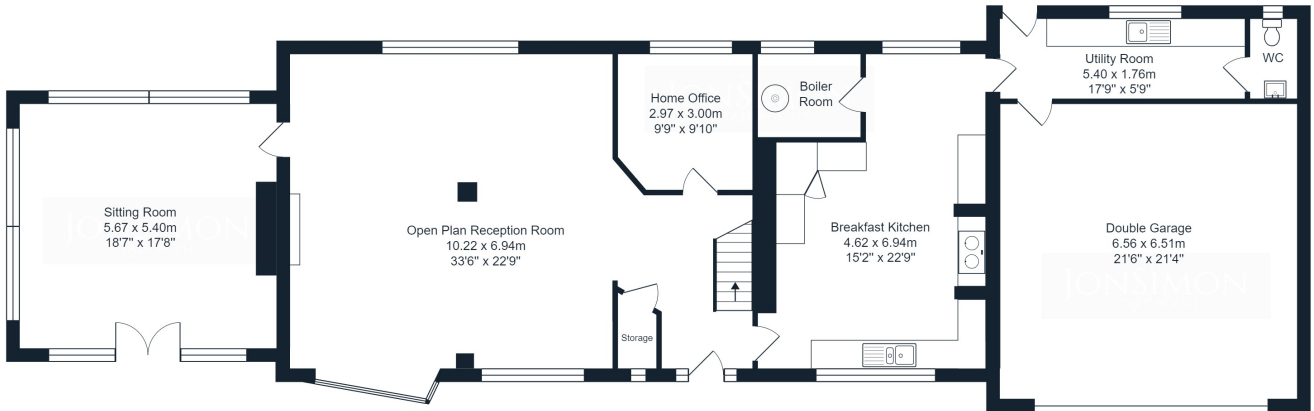 Sitting Room
5.67 x 5.40m
18'7" x 17'8"
Open Plan Reception Room
10.22 x 6.94m
33'6" x 22'9"
Storage
Home Office
2.97 x 3.00m
9'9" x 9'10"
Boiler
Room
Breakfast Kitchen
4.62 x 6.94m
15'2" x 22'9"
Utility Room
5.40 x 1.76m
17'9" x 5'9"
WC
Double Garage
6.56 x 6.51m
21'6" x 21'4"
JONSIMON